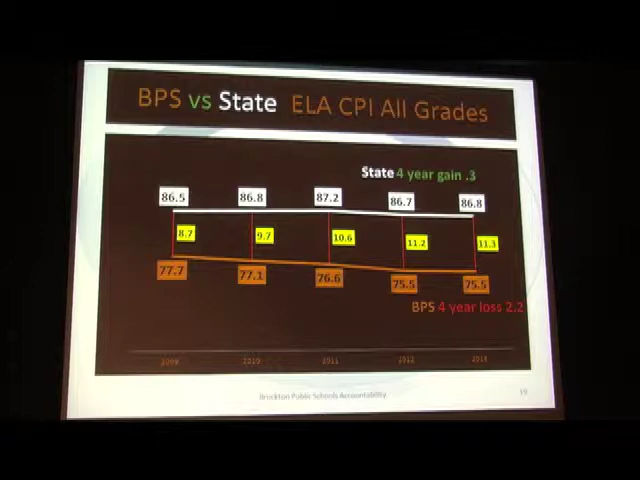 BPS vs State ELA CPI All Grades
State 4 year gain .3
86.5 86.8 87.2 86.7 86.8
8.7 9.7 10.6 11.2 11.3
77.7 77.1 76.6 75.5 75.5
BPS 4 year loss 2.2
2009 2010 2011 2012
Brockton Public Schools Accountability
19